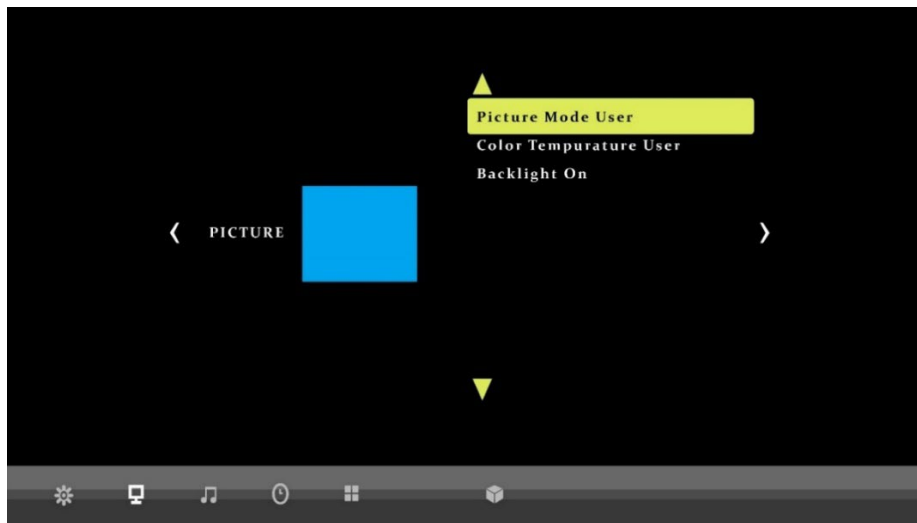 Picture Mode User
Color Tempurature User
Backlight On
PICTURE